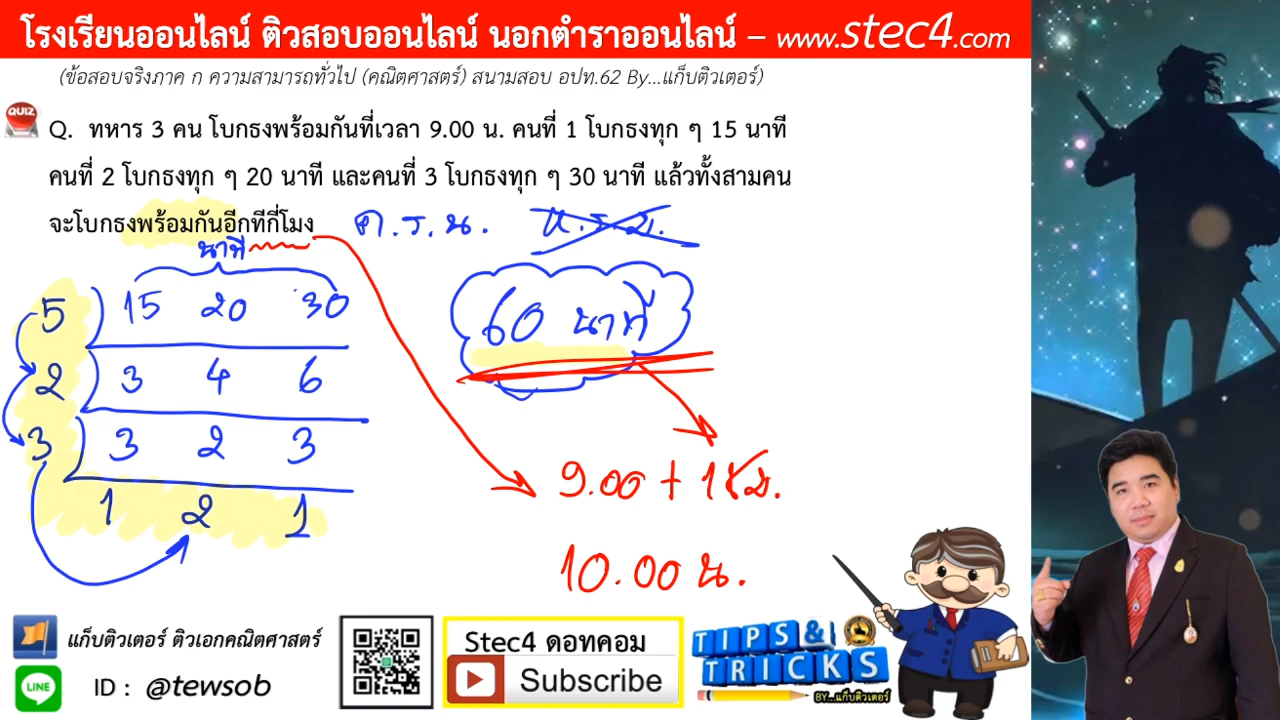 โรงเรียนออนไลน์ ติวสอบออนไลน์ นอกตำราออนไลน์ – www.stec4.com
(ข้อสอบจริงภาค ก ความสามารถทั่วไป (คณิตศาสตร์) สนามสอบ อปท.62 By...แก็บติวเตอร์)
QUIZ
Q. ทหาร 3 คน โบกธงพร้อมกันที่เวลา 9.00 น. คนที่ 1 โบกธงทุก ๆ 15 นาที
คนที่ 2 โบกธงทุก ๆ 20 นาที และคนที่ 3 โบกธงทุก ๆ 30 นาที แล้วทั้งสามคน
จะโบกธงพร้อมกันอีกทีกี่โมง ค.ร.น. ห.ร.ม.
นาที
5 15 20 30
60 นาที
2 3 4 6
3 3 2 3
9.00 + 1 ชม.
1 2 1
10.00 น.
แก็บติวเตอร์ ติวเอกคณิตศาสตร์
LINE
ID : @tewsob
Stec4 ดอทคอม
Subscribe
TIPS &
TRICKS
BY...แก็บติวเตอร์